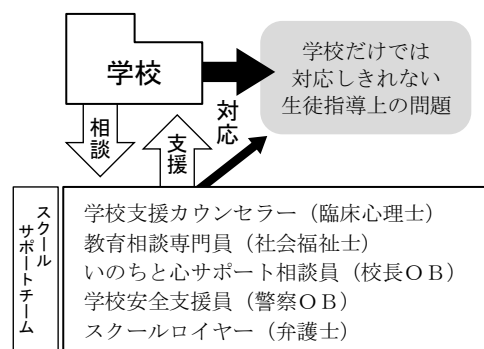 学校
学校だけでは
対応しきれない
生徒指導上の問題
対応
相談
支援
スクール
サポートチーム
学校支援カウンセラー（臨床心理士）
教育相談専門員（社会福祉士）
いのちと心サポート相談員（校長ＯＢ）
学校安全支援員（警察ＯＢ）
スクールロイヤー（弁護士）